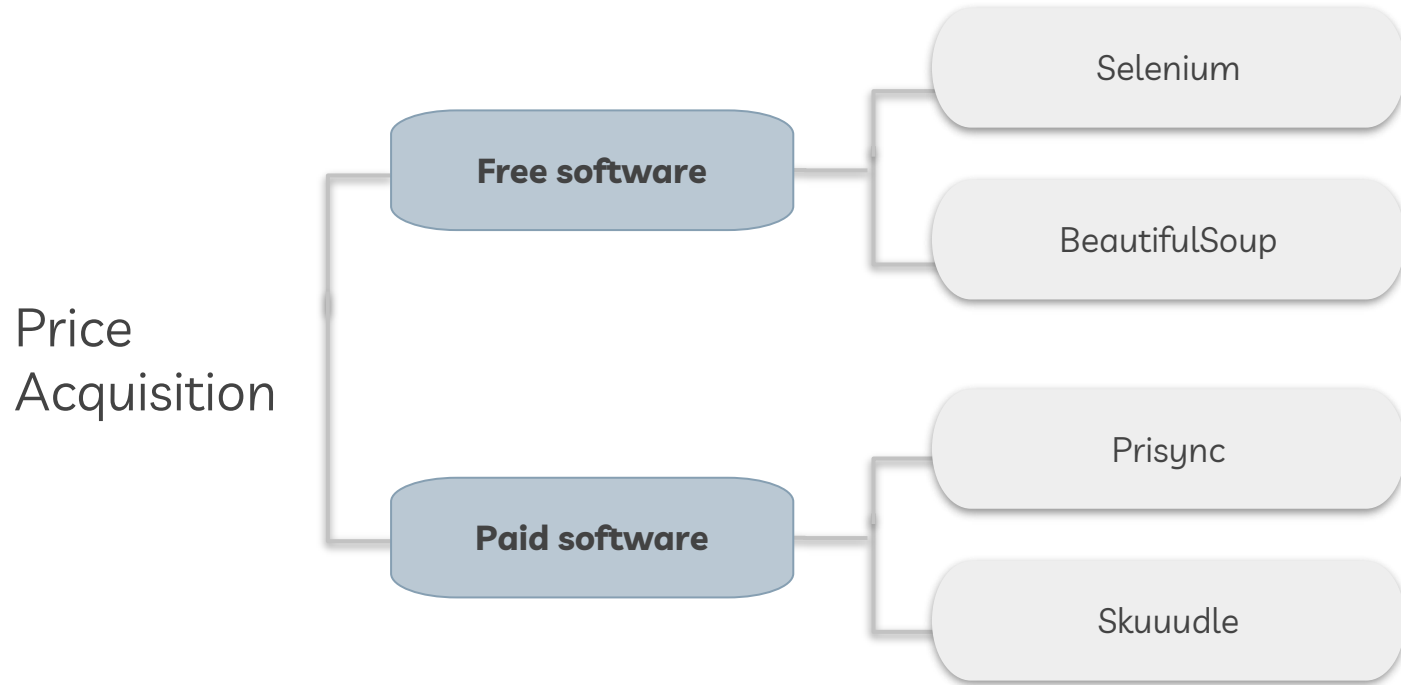 Price
Acquisition
Free software
Selenium
BeautifulSoup
Paid software
Prisync
Skuuudle